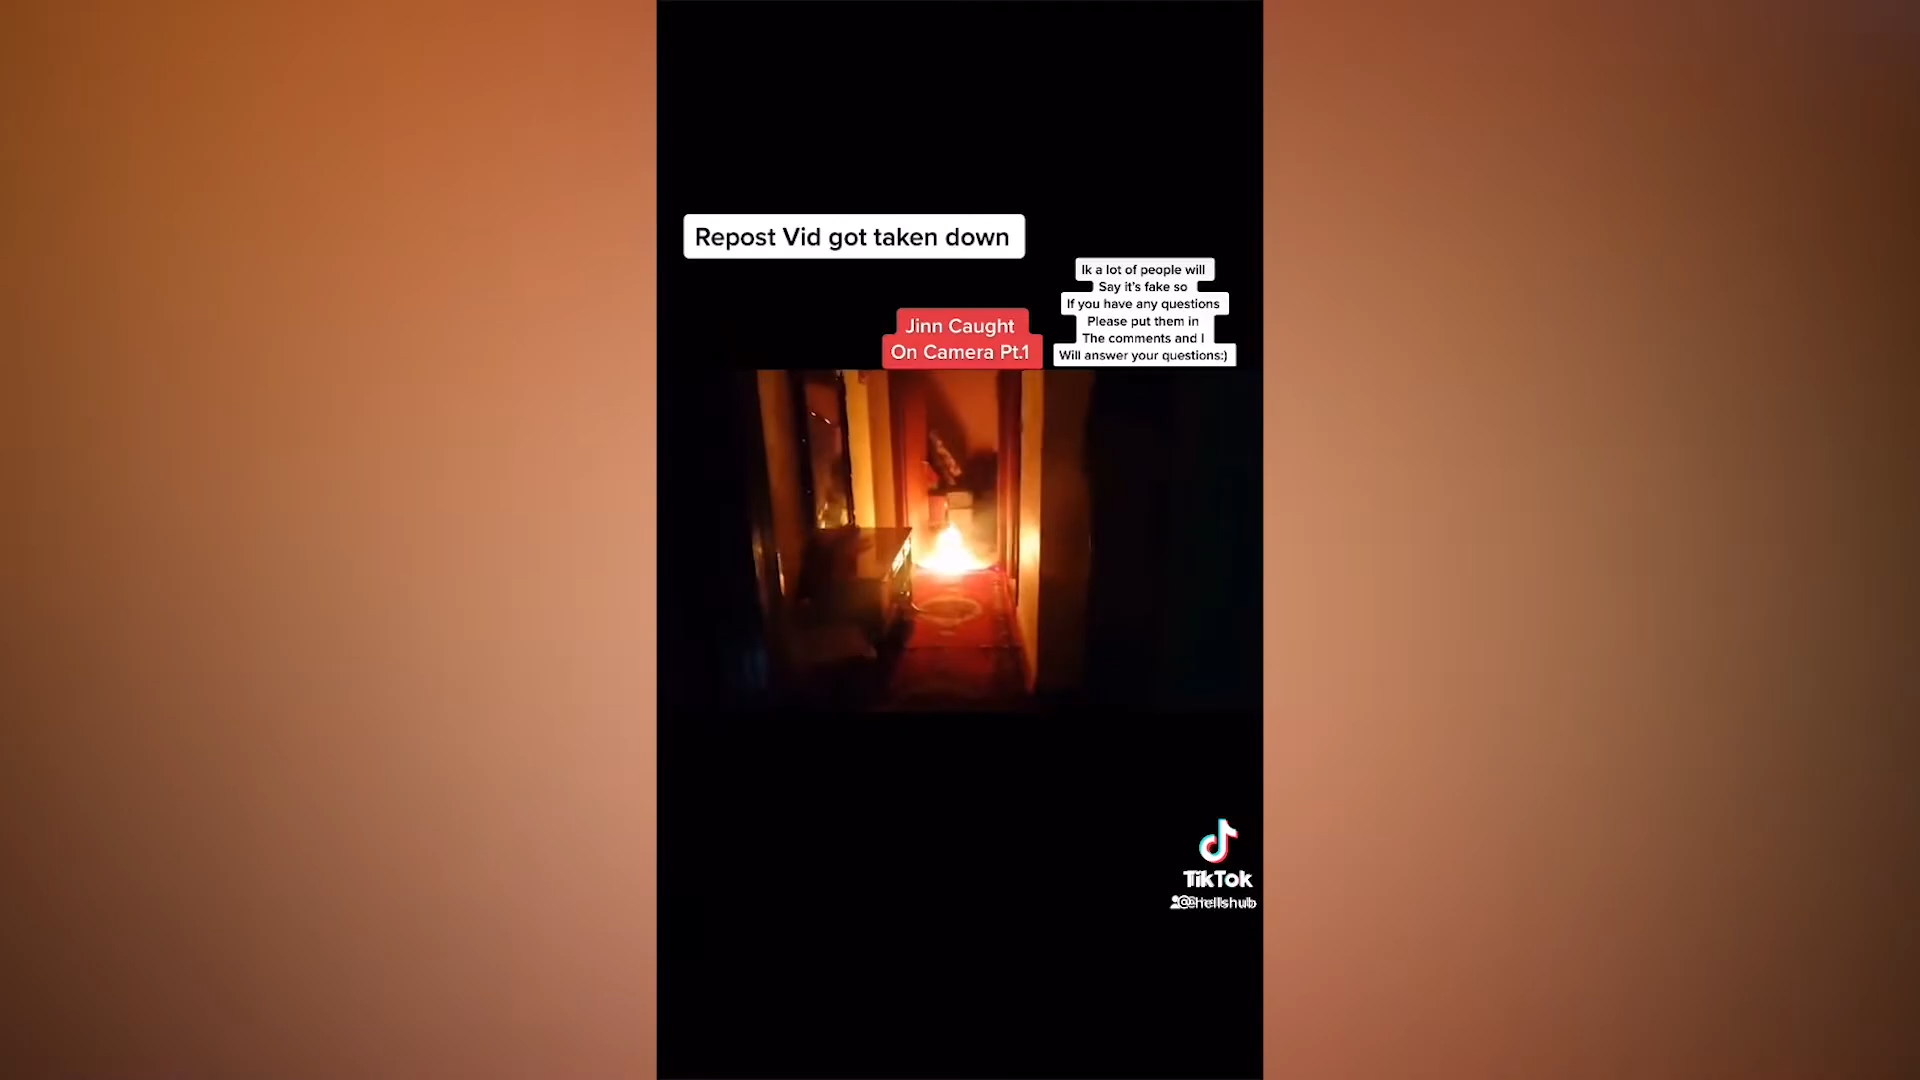 Repost Vid got taken down
Ik a lot of people will
Say it's fake so
If you have any questions
Please put them in
The comments and I
Will answer your questions:)
Jinn Caught
On Camera Pt.1
TikTok
@hellshub